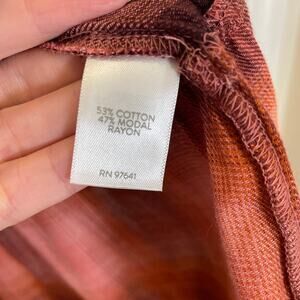 53% COTTON
47% MODAL
RAYON
RN 97641